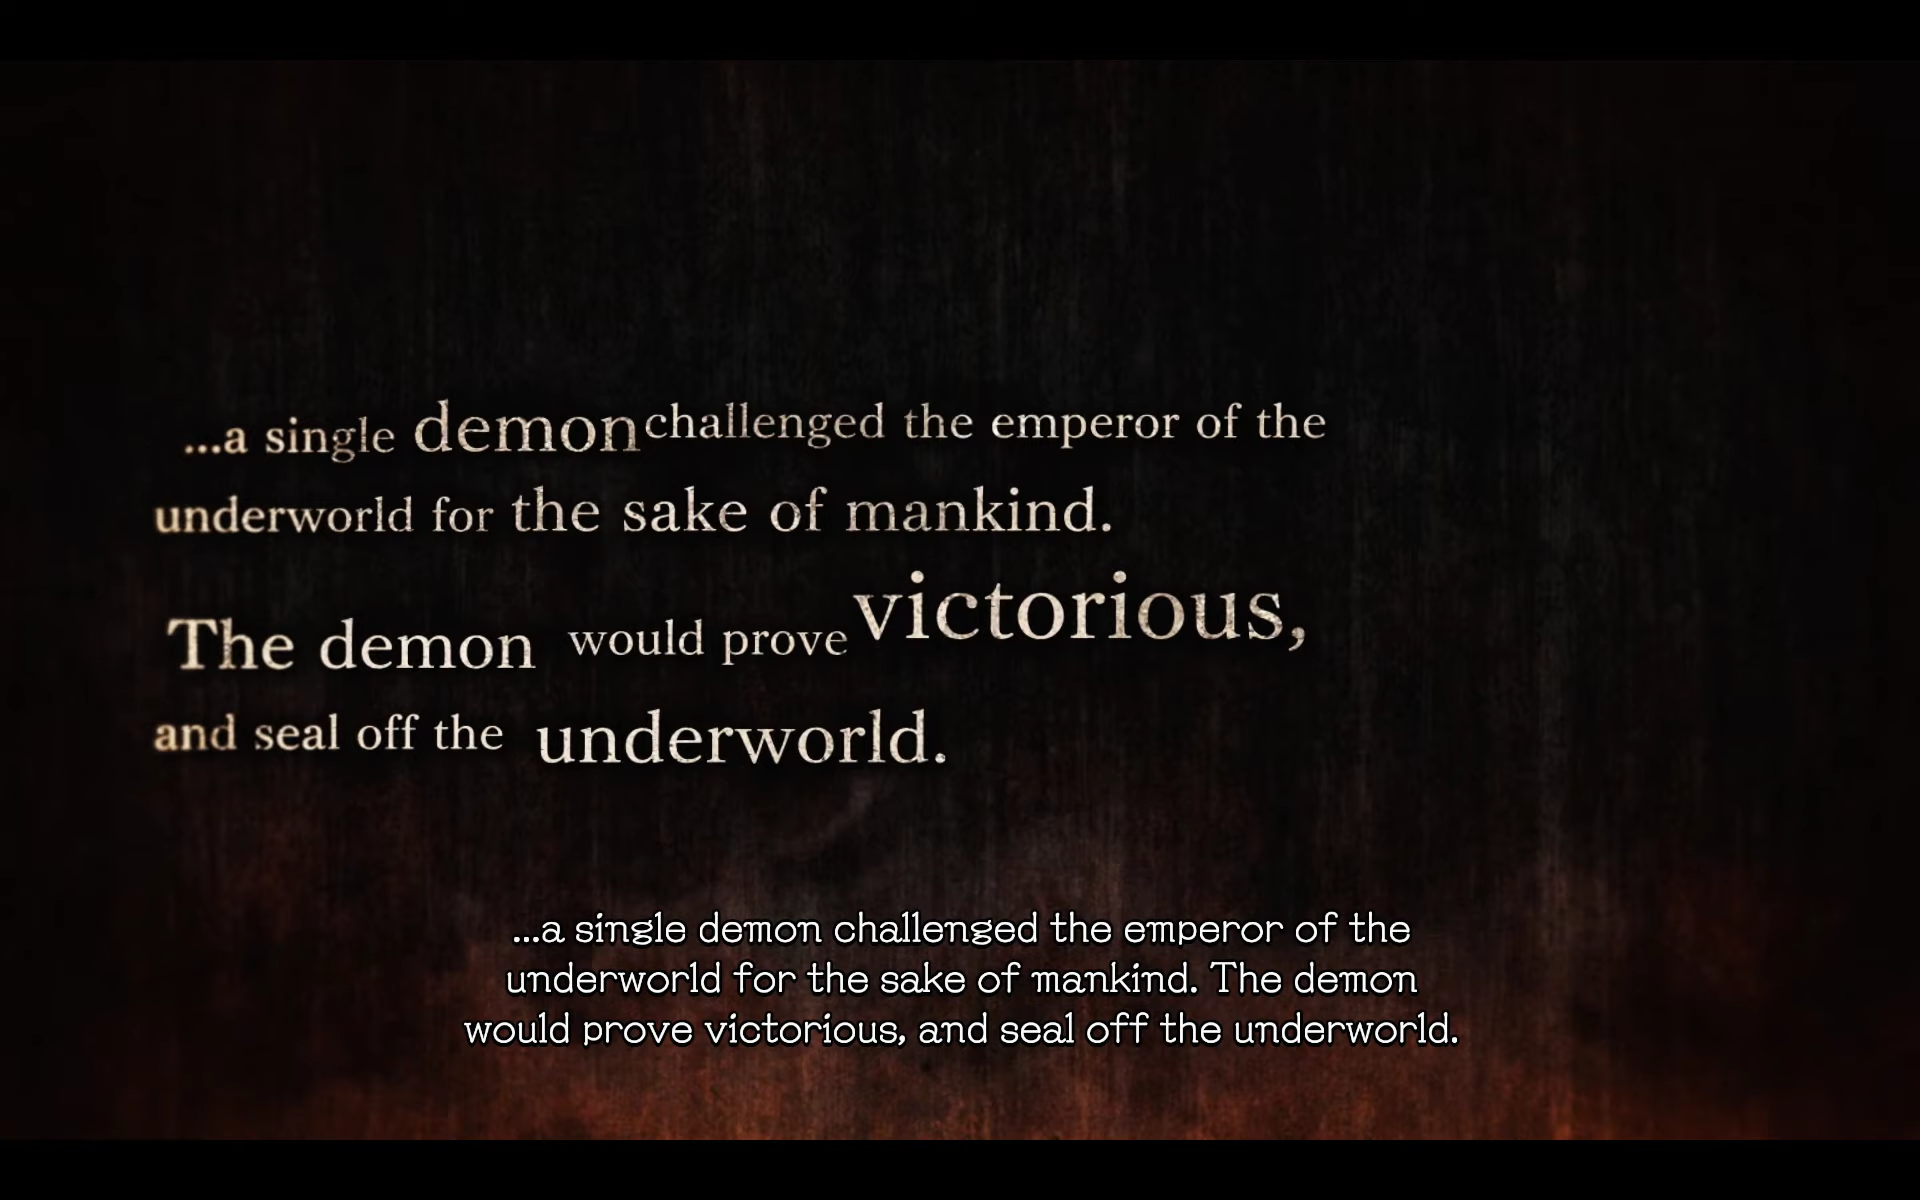 ...a single demon challenged the emperor of the
underworld for the sake of mankind.
The demon would prove victorious,
and seal off the underworld.
...a single demon challenged the emperor of the
underworld for the sake of mankind. The demon
would prove victorious, and seal off the underworld.